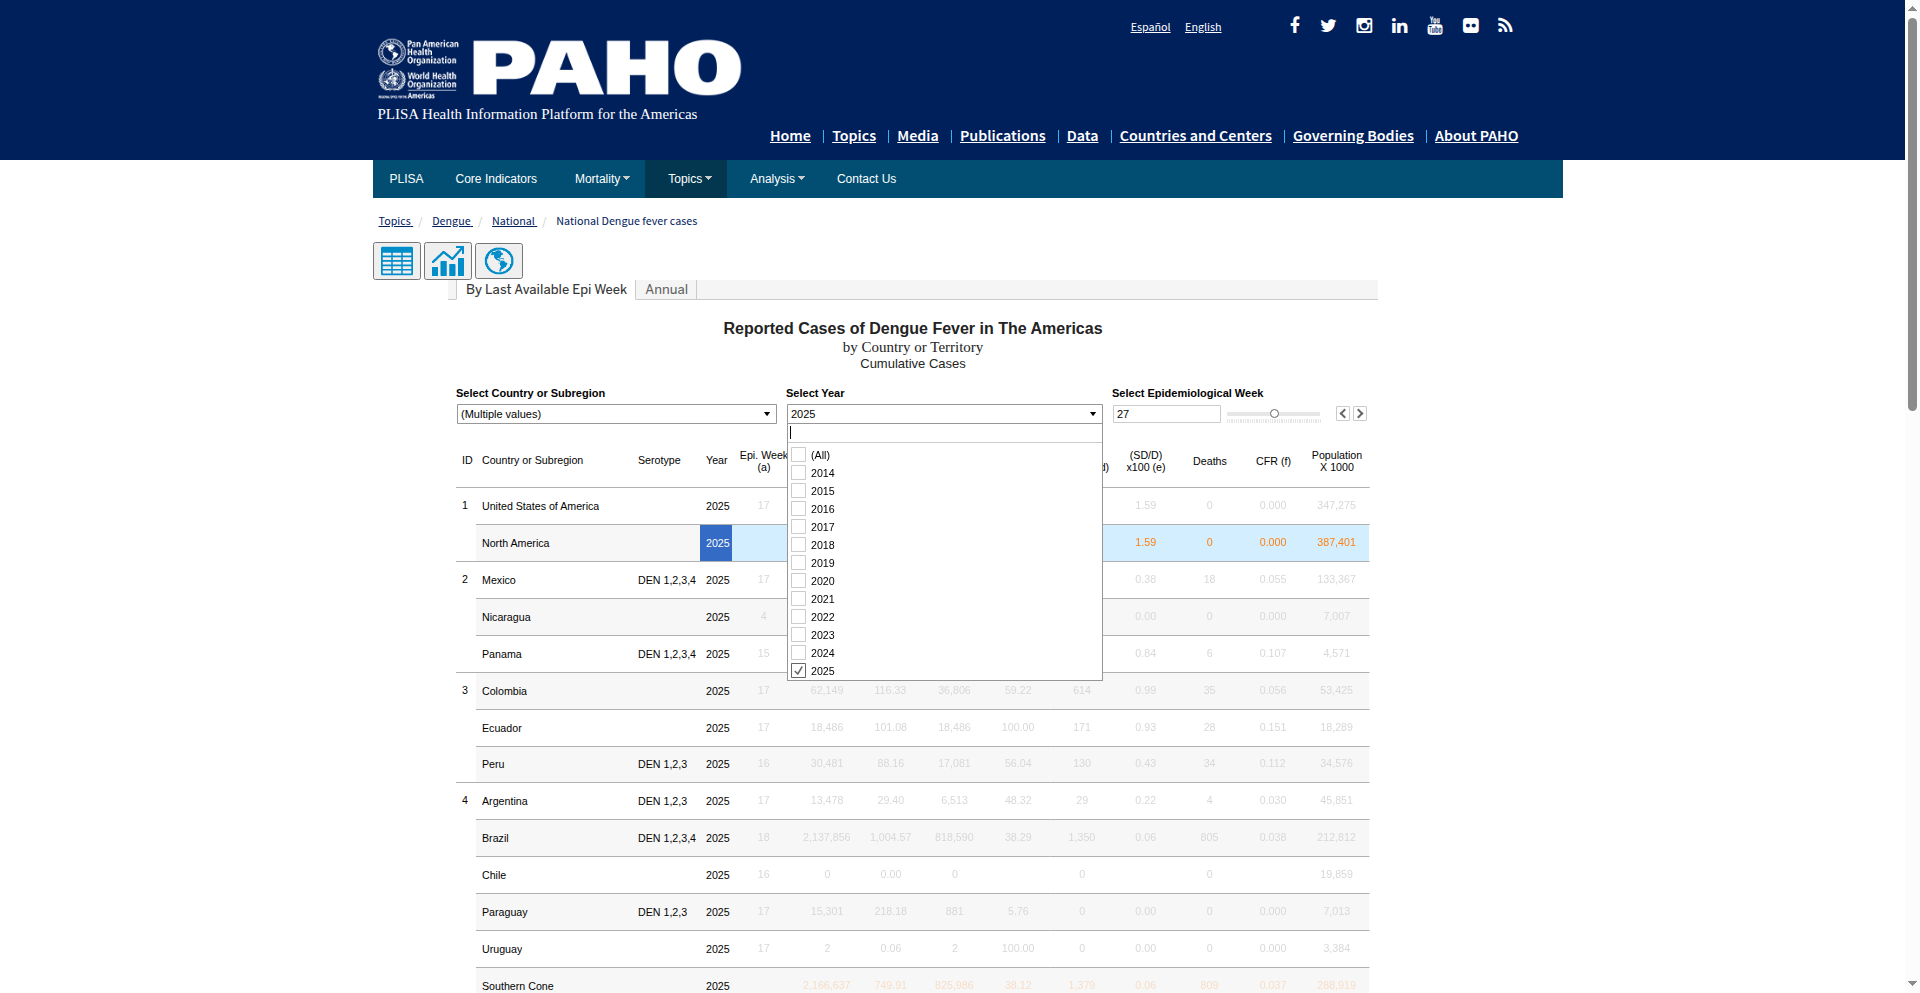 Español English
Pan American
Health
Organization
World Health
Organization
Americas
PAHO
PLISA Health Information Platform for the Americas
Home Topics Media Publications Data Countries and Centers Governing Bodies About PAHO
PLISA Core Indicators Mortality Topics Analysis Contact Us
Topics / Dengue / National / National Dengue fever cases
By Last Available Epi Week Annual
Reported Cases of Dengue Fever in The Americas
by Country or Territory
Cumulative Cases
Select Country or Subregion Select Year Select Epidemiological Week
(Multiple values) 2025 27
ID Country or Subregion Serotype Year Epi. Week (a) (SD/D) x100 (e) Deaths CFR (f) Population X 1000
(All)
2014
2015
2016
2017
2018
2019
2020
2021
2022
2023
2024
2025
1 United States of America 2025 17 1.59 0 0.000 347,275
North America 2025 1.59 0 0.000 387,401
2 Mexico DEN 1,2,3,4 2025 17 0.38 18 0.055 133,367
Nicaragua 2025 4 0.00 0 0.000 7,007
Panama DEN 1,2,3,4 2025 15 0.84 6 0.107 4,571
3 Colombia 2025 17 62,149 116.33 36,806 59.22 614 0.99 35 0.056 53,425
Ecuador 2025 17 18,486 101.08 18,486 100.00 171 0.93 28 0.151 18,289
Peru DEN 1,2,3 2025 16 30,481 88.16 17,081 56.04 130 0.43 34 0.112 34,576
4 Argentina DEN 1,2,3 2025 17 13,478 29.40 6,513 48.32 29 0.22 4 0.030 45,851
Brazil DEN 1,2,3,4 2025 18 2,137,856 1,004.57 818,590 38.29 1,350 0.06 805 0.038 212,812
Chile 2025 16 0 0.00 0 0 0 19,859
Paraguay DEN 1,2,3 2025 17 15,301 218.18 881 5.76 0 0.00 0 0.000 7,013
Uruguay 2025 17 2 0.06 2 100.00 0 0.00 0 0.000 3,384
Southern Cone 2025 2,166,637 749.91 825,986 38.12 1,379 0.06 809 0.037 288,919